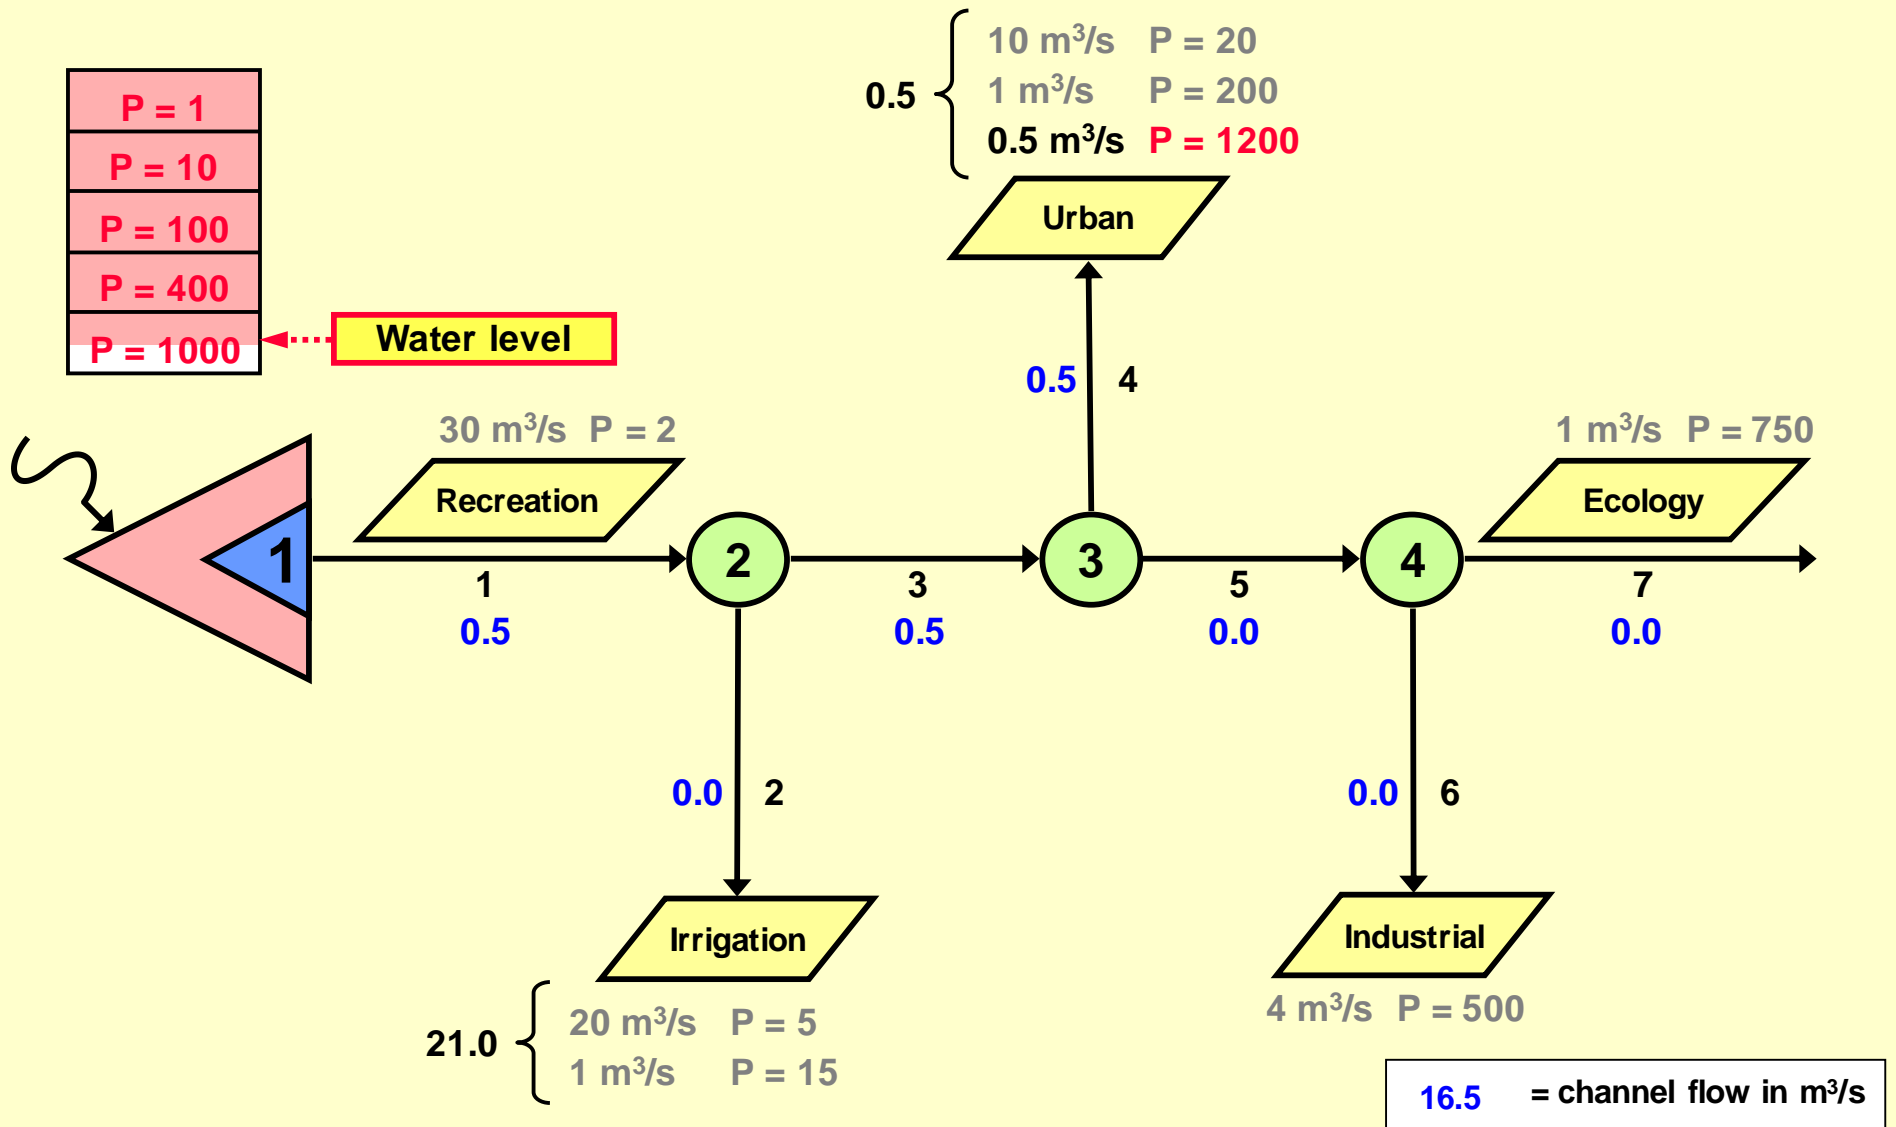 10 m³/s P = 20
0.5 1 m³/s P = 200
0.5 m³/s P = 1200
Urban
P = 1
P = 10
P = 100
P = 400
P = 1000
Water level
0.5 4
30 m³/s P = 2
1 m³/s P = 750
Recreation
Ecology
1 2 3 4
1 3 5 7
0.5 0.5 0.0 0.0
0.0 2
0.0 6
Irrigation
Industrial
20 m³/s P = 5
21.0
1 m³/s P = 15
4 m³/s P = 500
16.5 = channel flow in m³/s